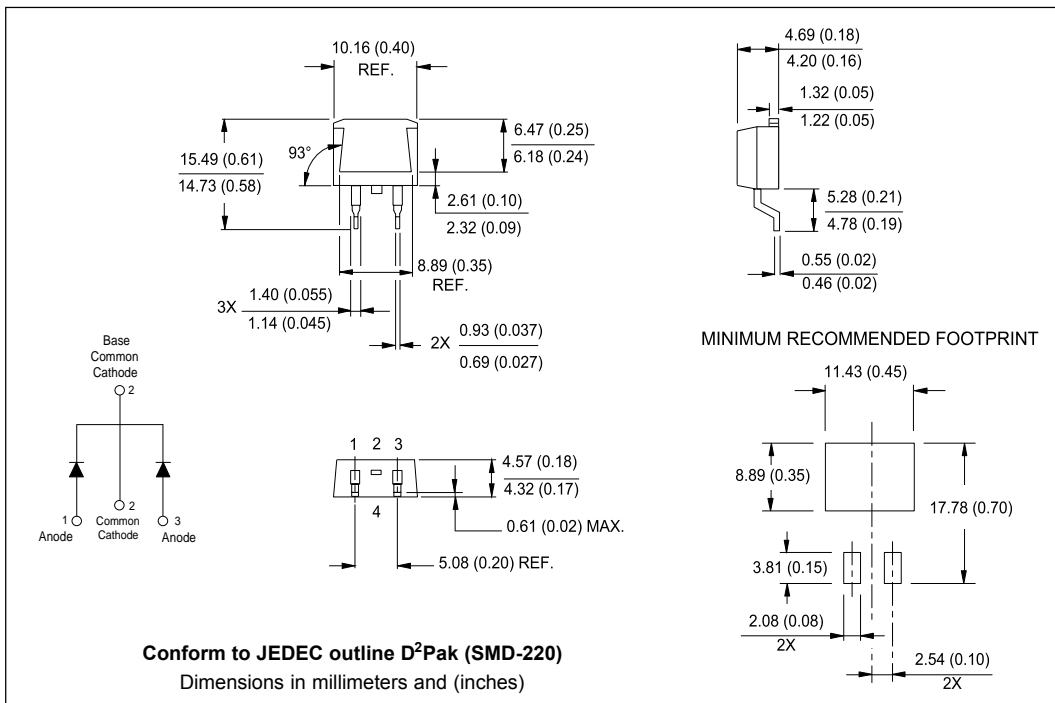 10.16 (0.40)
REF.
15.49 (0.61)
14.73 (0.58)
93°
6.47 (0.25)
6.18 (0.24)
2.61 (0.10)
2.32 (0.09)
8.89 (0.35)
REF.
3X
1.40 (0.055)
1.14 (0.045)
2X
0.93 (0.037)
0.69 (0.027)
4.69 (0.18)
4.20 (0.16)
1.32 (0.05)
1.22 (0.05)
5.28 (0.21)
4.78 (0.19)
0.55 (0.02)
0.46 (0.02)
Base
Common
Cathode
2
2
1
Anode
Common
Cathode
3
Anode
1 2 3
4
4.57 (0.18)
4.32 (0.17)
0.61 (0.02) MAX.
5.08 (0.20) REF.
MINIMUM RECOMMENDED FOOTPRINT
11.43 (0.45)
8.89 (0.35)
17.78 (0.70)
3.81 (0.15)
2.08 (0.08)
2X
2.54 (0.10)
2X
Conform to JEDEC outline D²Pak (SMD-220)
Dimensions in millimeters and (inches)